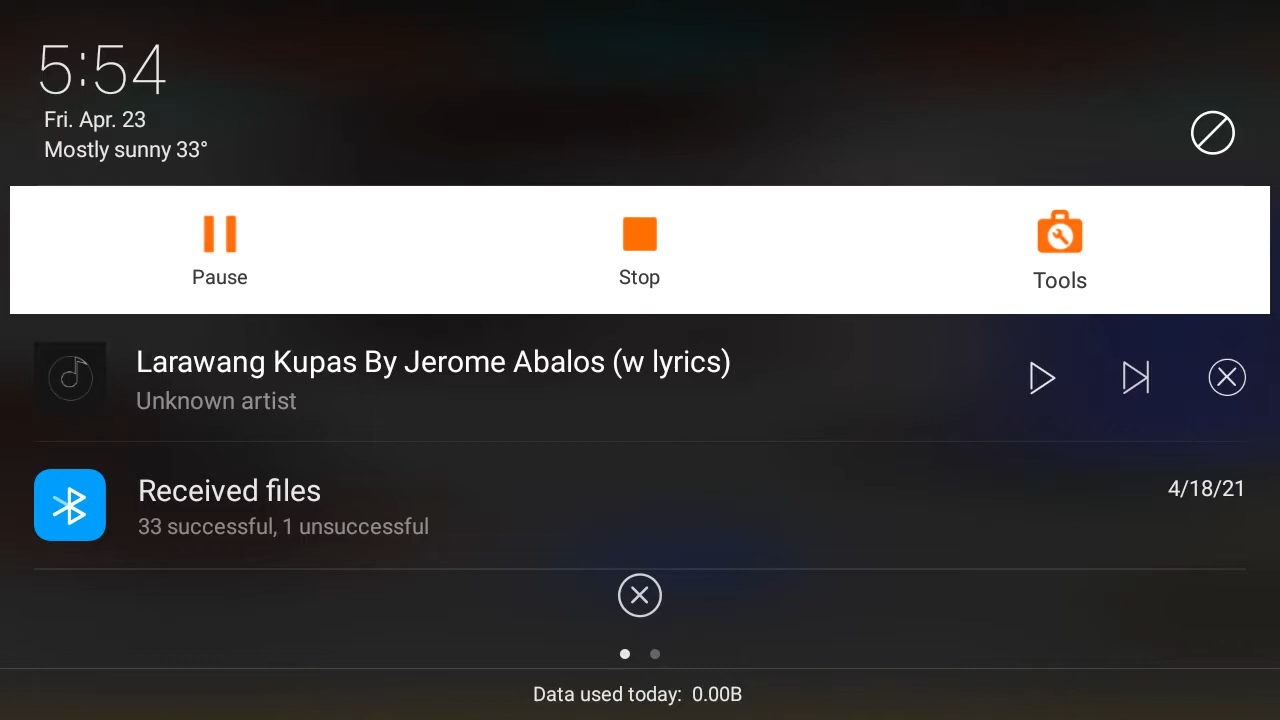 5:54
Fri. Apr. 23
Mostly sunny 33°
Pause
Stop
Tools
Larawang Kupas By Jerome Abalos (w lyrics)
Unknown artist
Received files
4/18/21
33 successful, 1 unsuccessful
Data used today: 0.00B